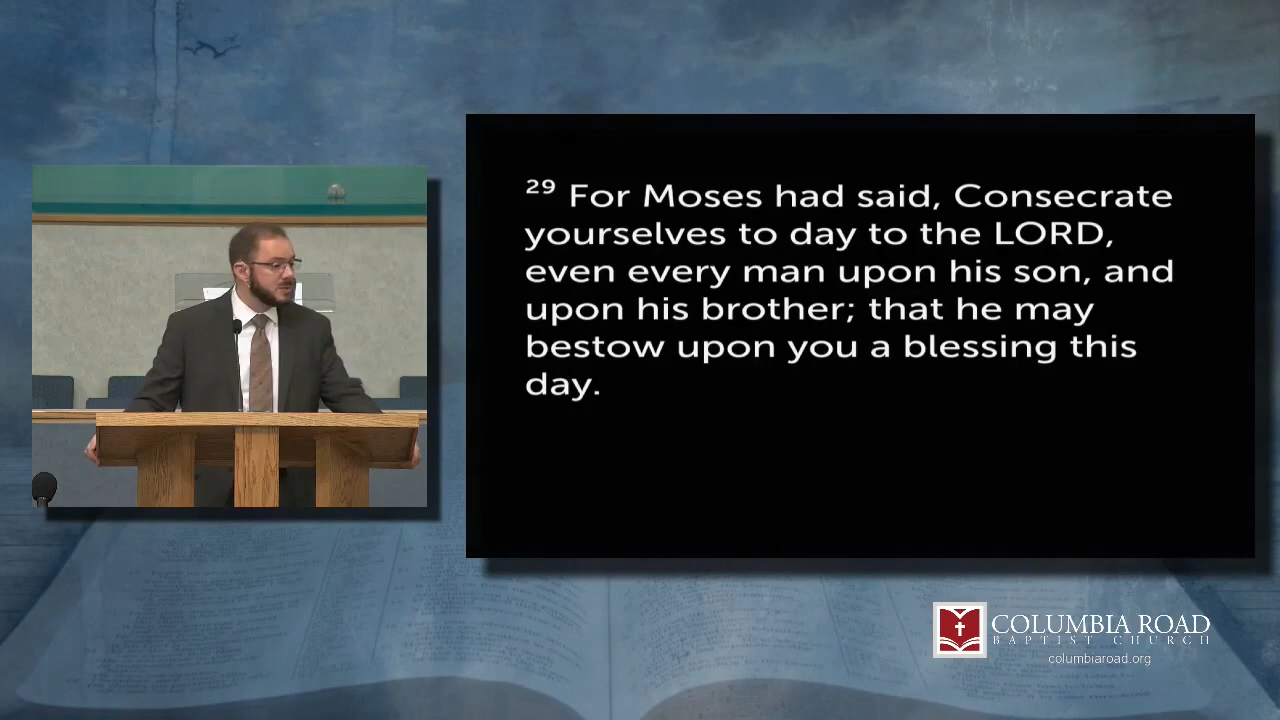 29 For Moses had said, Consecrate
yourselves to day to the LORD,
even every man upon his son, and
upon his brother; that he may
bestow upon you a blessing this
day.
COLUMBIA ROAD
BAPTIST CHURCH
columbiaroad.org